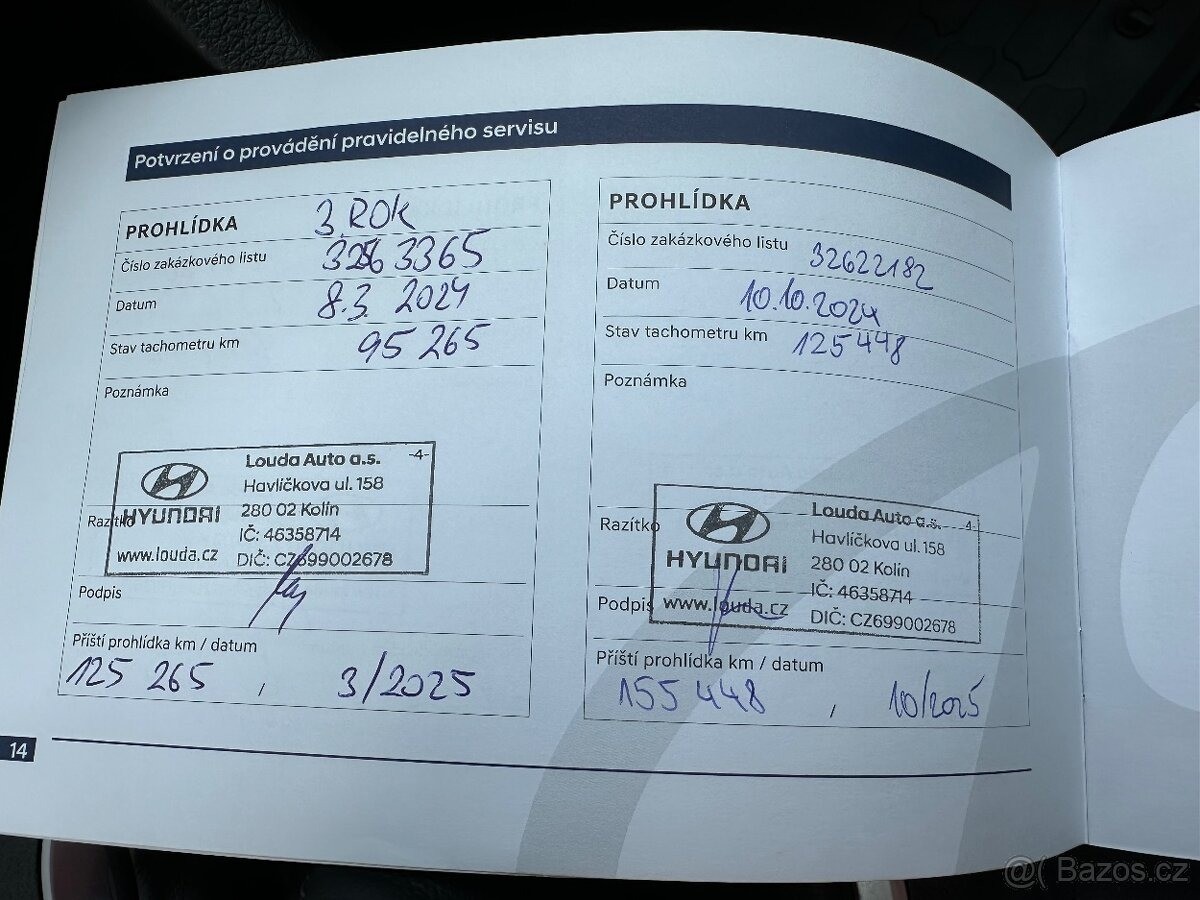 Potvrzení o provádění pravidelného servisu
PROHLÍDKA 3. ROK
Číslo zakázkového listu 3263365
Datum 8.3. 2024
Stav tachometru km 95 265
Poznámka
Louda Auto a.s. -4-
Havlíčkova ul. 158
HYUNDAI 280 02 Kolín
Razítko
IČ: 46358714
www.louda.cz DIČ: CZ699002678
Podpis
Příští prohlídka km / datum
125 265 , 3/2025
PROHLÍDKA
Číslo zakázkového listu 32622182
Datum 10.10.2024
Stav tachometru km 125448
Poznámka
Louda Auto a.s. -4-
Havlíčkova ul. 158
Razítko
HYUNDAI 280 02 Kolín
IČ: 46358714
Podpis www.louda.cz DIČ: CZ699002678
Příští prohlídka km / datum
155 448 , 10/2025
14
@( Bazos.cz